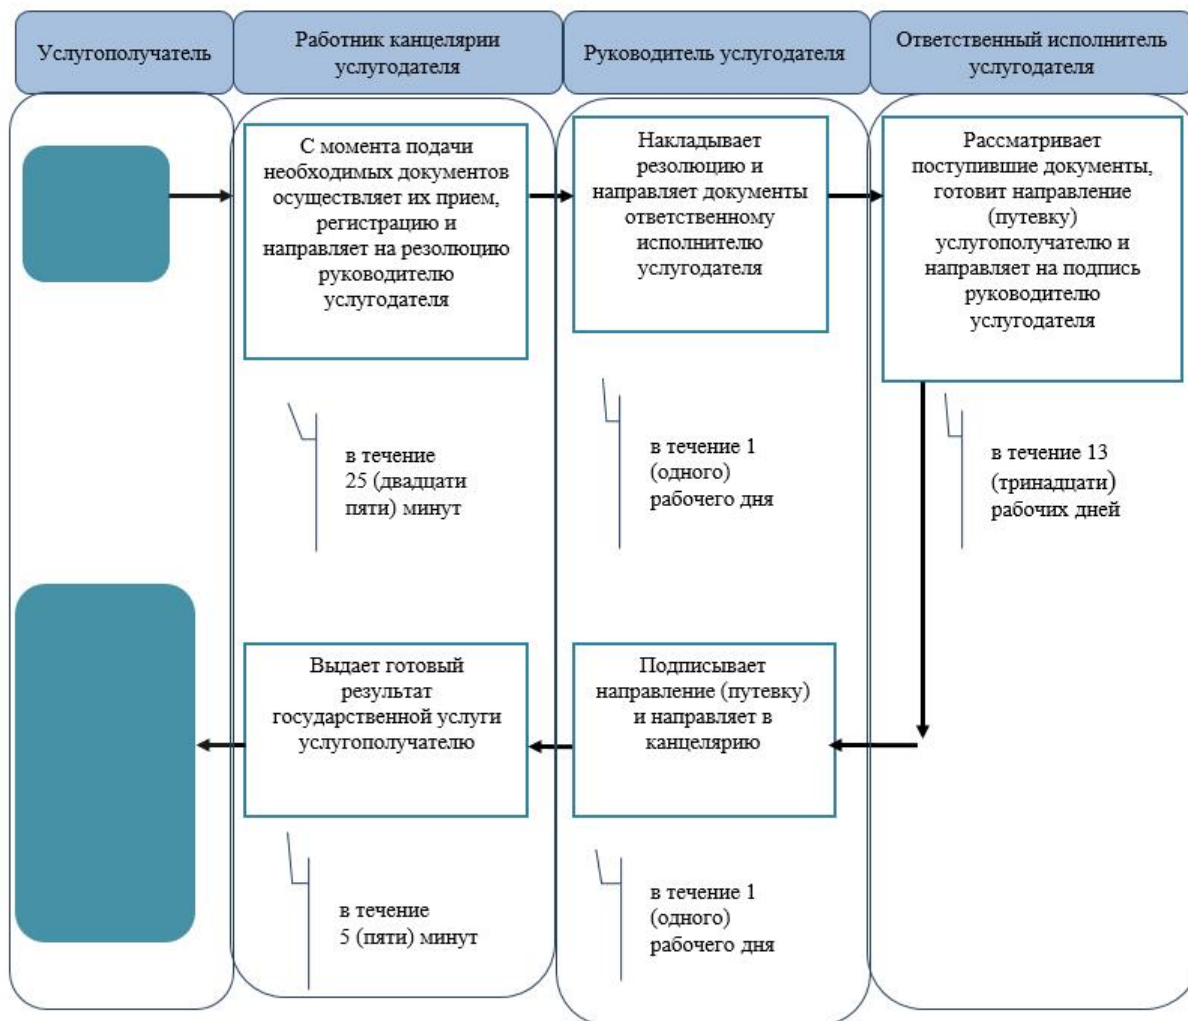 Услугополучатель
Работник канцелярии
услугодателя
Руководитель услугодателя
Ответственный исполнитель
услугодателя
С момента подачи
необходимых документов
осуществляет их прием,
регистрацию и
направляет на резолюцию
руководителю
услугодателя
Накладывает
резолюцию и
направляет документы
ответственному
исполнителю
услугодателя
Рассматривает
поступившие документы,
готовит направление
(путевку)
услугополучателю и
направляет на подпись
руководителю
услугодателя
в течение
25 (двадцати
пяти) минут
в течение 1
(одного)
рабочего дня
в течение 13
(тринадцати)
рабочих дней
Выдает готовый
результат
государственной услуги
услугополучателю
Подписывает
направление (путевку)
и направляет в
канцелярию
в течение
5 (пяти) минут
в течение 1
(одного)
рабочего дня